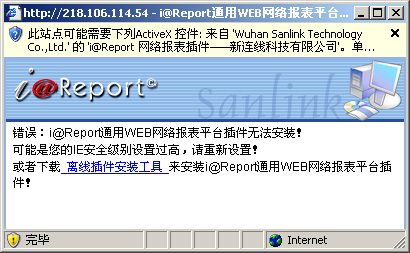 http://218.106.114.54 - i@Report通用WEB网络报表平台...
此站点可能需要下列ActiveX 控件: 来自 'Wuhan Sanlink Technology
Co.,Ltd.' 的 'i@Report 网络报表插件——新连线科技有限公司'。单...
i@Report©
Sanlink
错误：i@Report通用WEB网络报表平台插件无法安装！
可能是您的IE安全级别设置过高，请重新设置！
或者下载 离线插件安装工具 来安装i@Report通用WEB网络报表平台插
件！
完毕
Internet